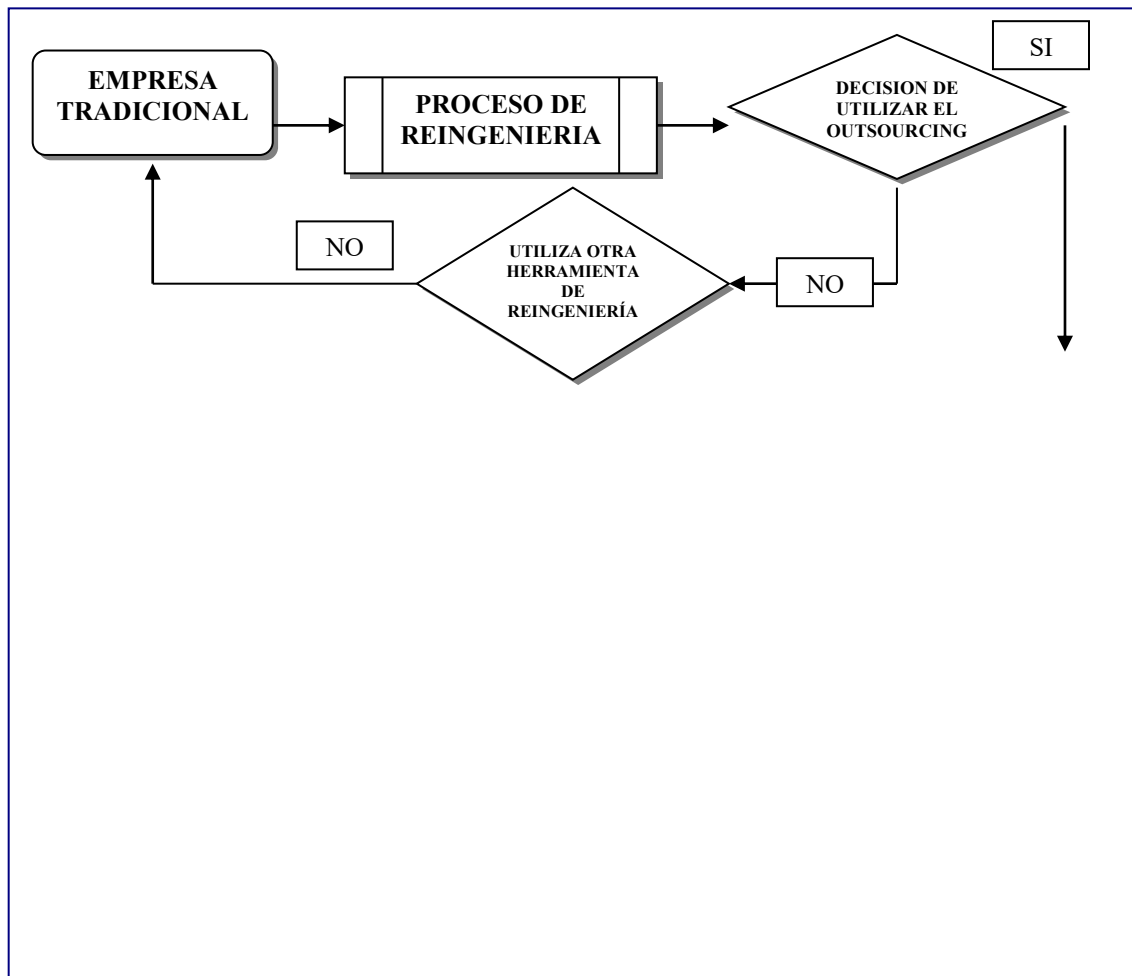 EMPRESA
TRADICIONAL
PROCESO DE
REINGENIERIA
DECISION DE
UTILIZAR EL
OUTSOURCING
SI
NO
UTILIZA OTRA
HERRAMIENTA
DE
REINGENIERÍA
NO